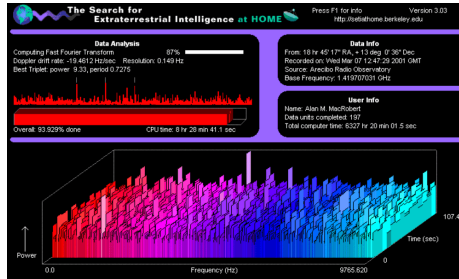 The Search for
Extraterrestrial Intelligence at HOME
Press F1 for info
Version 3.03
http://setiathome.berkeley.edu
Data Analysis
Computing Fast Fourier Transform 87%
Doppler drift rate: -19.4612 Hz/sec Resolution: 0.149 Hz
Best Triplet: power 9.33, period 0.7275
Overall: 93.929% done CPU time: 8 hr 28 min 41.1 sec
Data Info
From: 18 hr 45' 17" RA, + 13 deg 0' 36" Dec
Recorded on: Wed Mar 07 12:47:29 2001 GMT
Source: Arecibo Radio Observatory
Base Frequency: 1.419707031 GHz
User Info
Name: Alan M. MacRobert
Data units completed: 197
Total computer time: 6327 hr 20 min 01.5 sec
107.4
Time (sec)
0
Power
0.0 Frequency (Hz) 9765.620